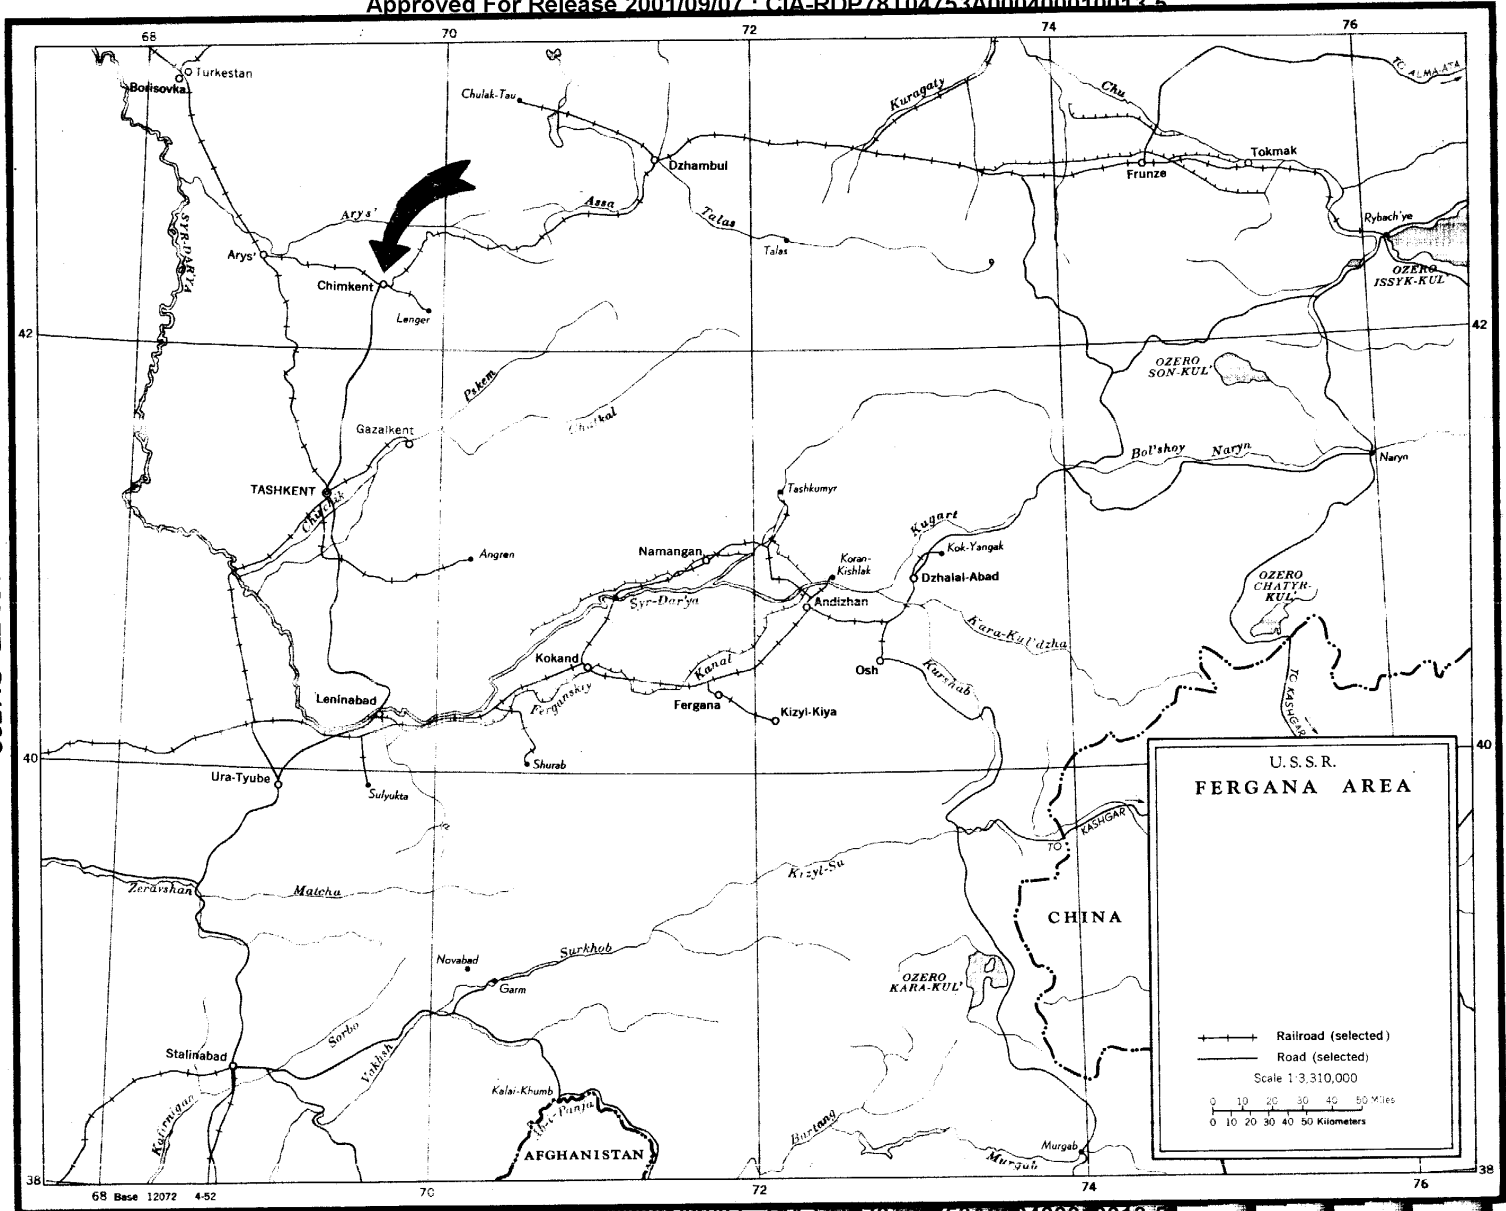 Approved For Release 2001/09/07 : CIA-RDP78T04753A000400010013-5
68
70
72
74
76
TO ALMA-ATA
Turkestan
Borisovka
Chulak-Tau
Kuragaty
Chu
Dzhambul
Frunze
Tokmak
SYR-DAR'YA
Arys'
Assa
Talas
Talas
Rybach'ye
Arys'
Chimkent
Lenger
OZERO
ISSYK-KUL'
42
42
OZERO
SON-KUL'
Pskem
Chatkal
Gazalkent
Bol'shoy Naryn
Naryn
TASHKENT
Chirchik
Tashkumyr
Kugart
Angren
Namangan
Koran-
Kishlak
Kok-Yangak
Dzhalal-Abad
Syr-Dar'ya
Andizhan
OZERO
CHATYR-
KUL'
Kara-Kul'dzha
Kokand
Kanal
Osh
Kurshab
Leninabad
Ferganskiy
Fergana
Kizyl-Kiya
TO KASHGAR
40
40
Shurab
Ura-Tyube
Sulyukta
TO
KASHGAR
U.S.S.R.
FERGANA AREA
Zeravshan
Matcha
Kizyl-Su
CHINA
Surkhob
Novabad
Garm
OZERO
KARA-KUL'
Sorbo
Stalinabad
Vakhsh
Kafirnigan
Kalai-Khumb
Ab-i-Panja
AFGHANISTAN
Bartang
Murgab
Murgab
Railroad (selected)
Road (selected)
Scale 1:3,310,000
0 10 20 30 40 50 Miles
0 10 20 30 40 50 Kilometers
38
38
68 Base 12072 4-52
70
72
74
76